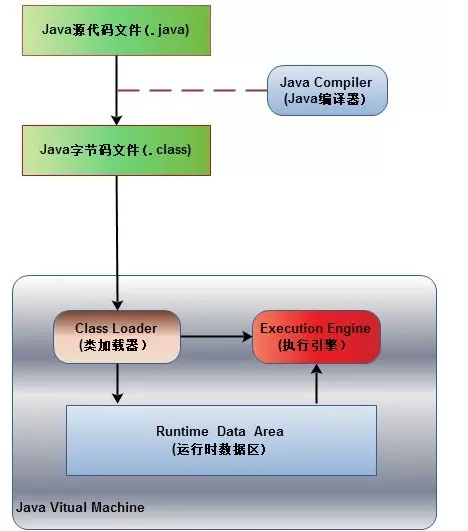 Java源代码文件(.java)
Java Compiler
(Java编译器)
Java字节码文件(.class)
Class Loader
(类加载器)
Execution Engine
(执行引擎)
Runtime Data Area
(运行时数据区)
Java Vitual Machine